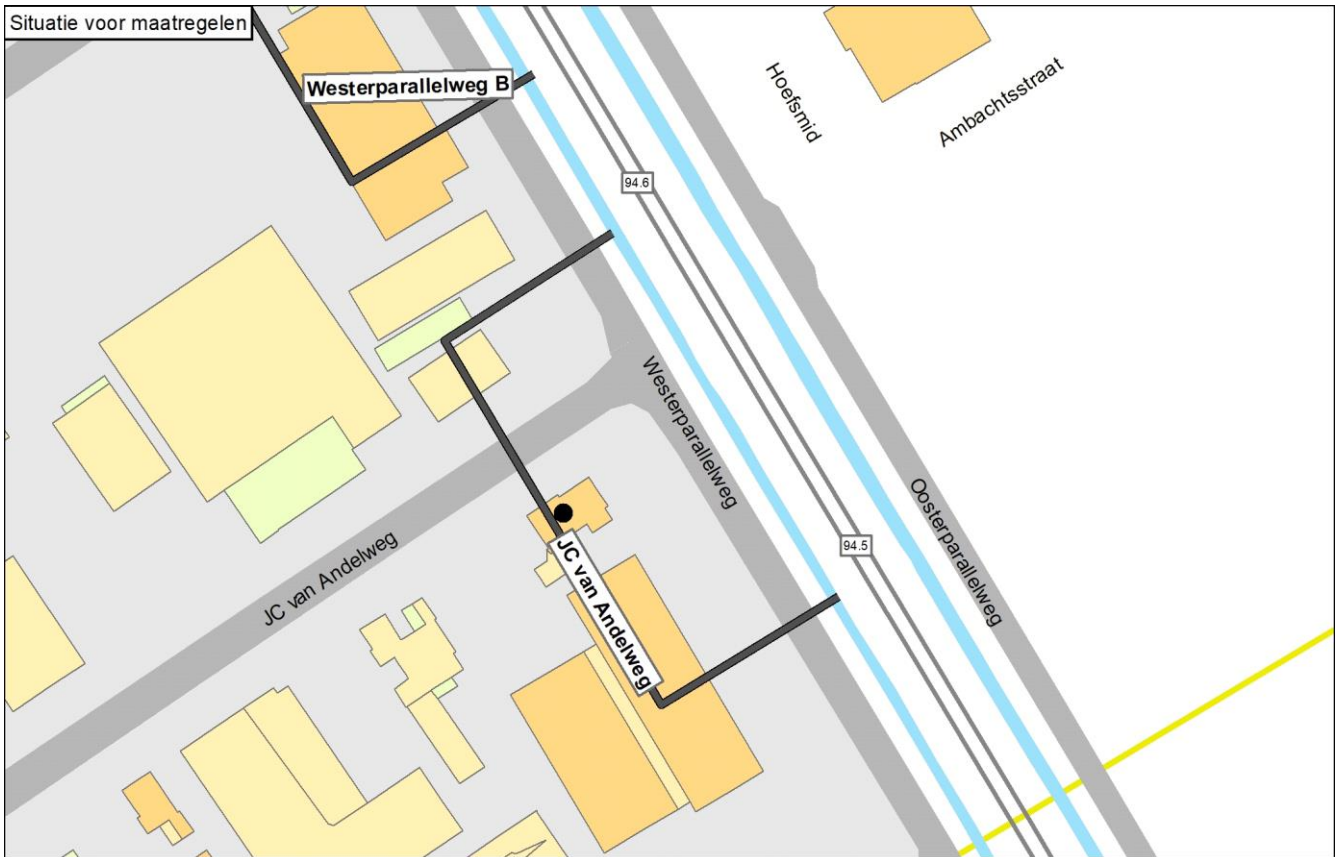 Situatie voor maatregelen
Westerparallelweg B
Hoefsmid
Ambachtsstraat
94.6
Westerparallelweg
Oosterparallelweg
94.5
JC van Andelweg
JC van Andelweg